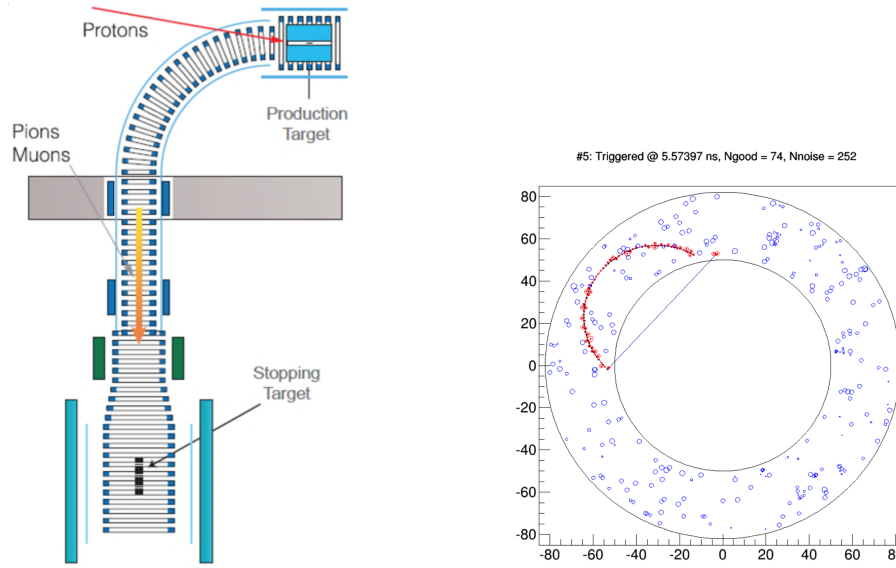 Protons
Production
Target
Pions
Muons
Stopping
Target
#5: Triggered @ 5.57397 ns, Ngood = 74, Nnoise = 252
80
60
40
20
0
-20
-40
-60
-80
-80 -60 -40 -20 0 20 40 60